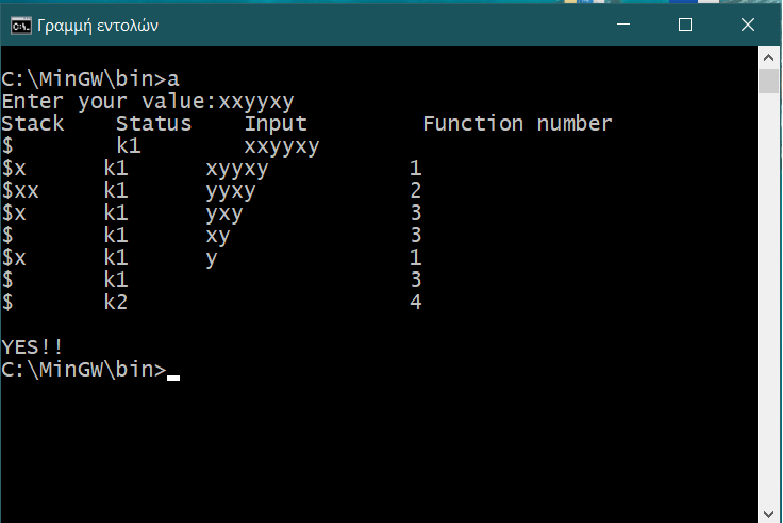 Γραμμή εντολών
C:\MinGW\bin>a
Enter your value:xxyyxy
Stack    Status    Input         Function number
$        k1        xxyyxy
$x      k1      xyyxy           1
$xx     k1      yyxy            2
$x      k1      yxy             3
$       k1      xy              3
$x      k1      y               1
$       k1                      3
$       k2                      4
YES!!
C:\MinGW\bin>